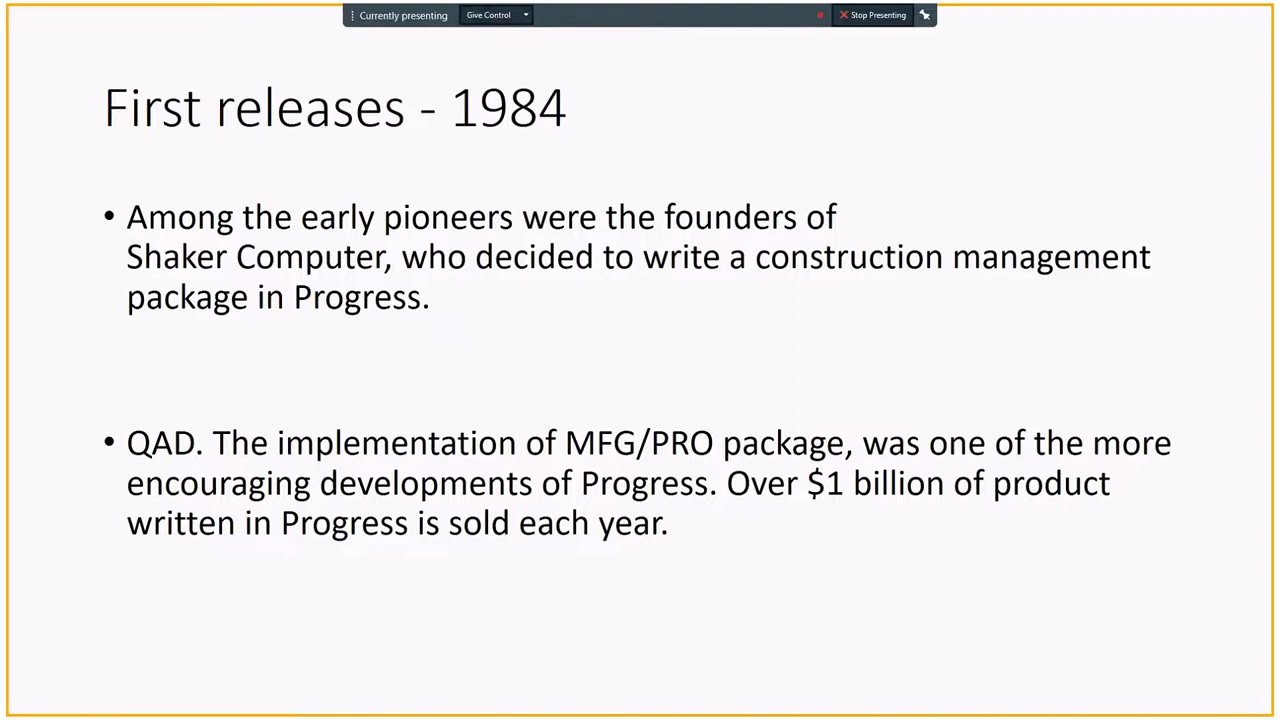 Currently presenting
Give Control
Stop Presenting
First releases - 1984
• Among the early pioneers were the founders of
Shaker Computer, who decided to write a construction management
package in Progress.
• QAD. The implementation of MFG/PRO package, was one of the more
encouraging developments of Progress. Over $1 billion of product
written in Progress is sold each year.